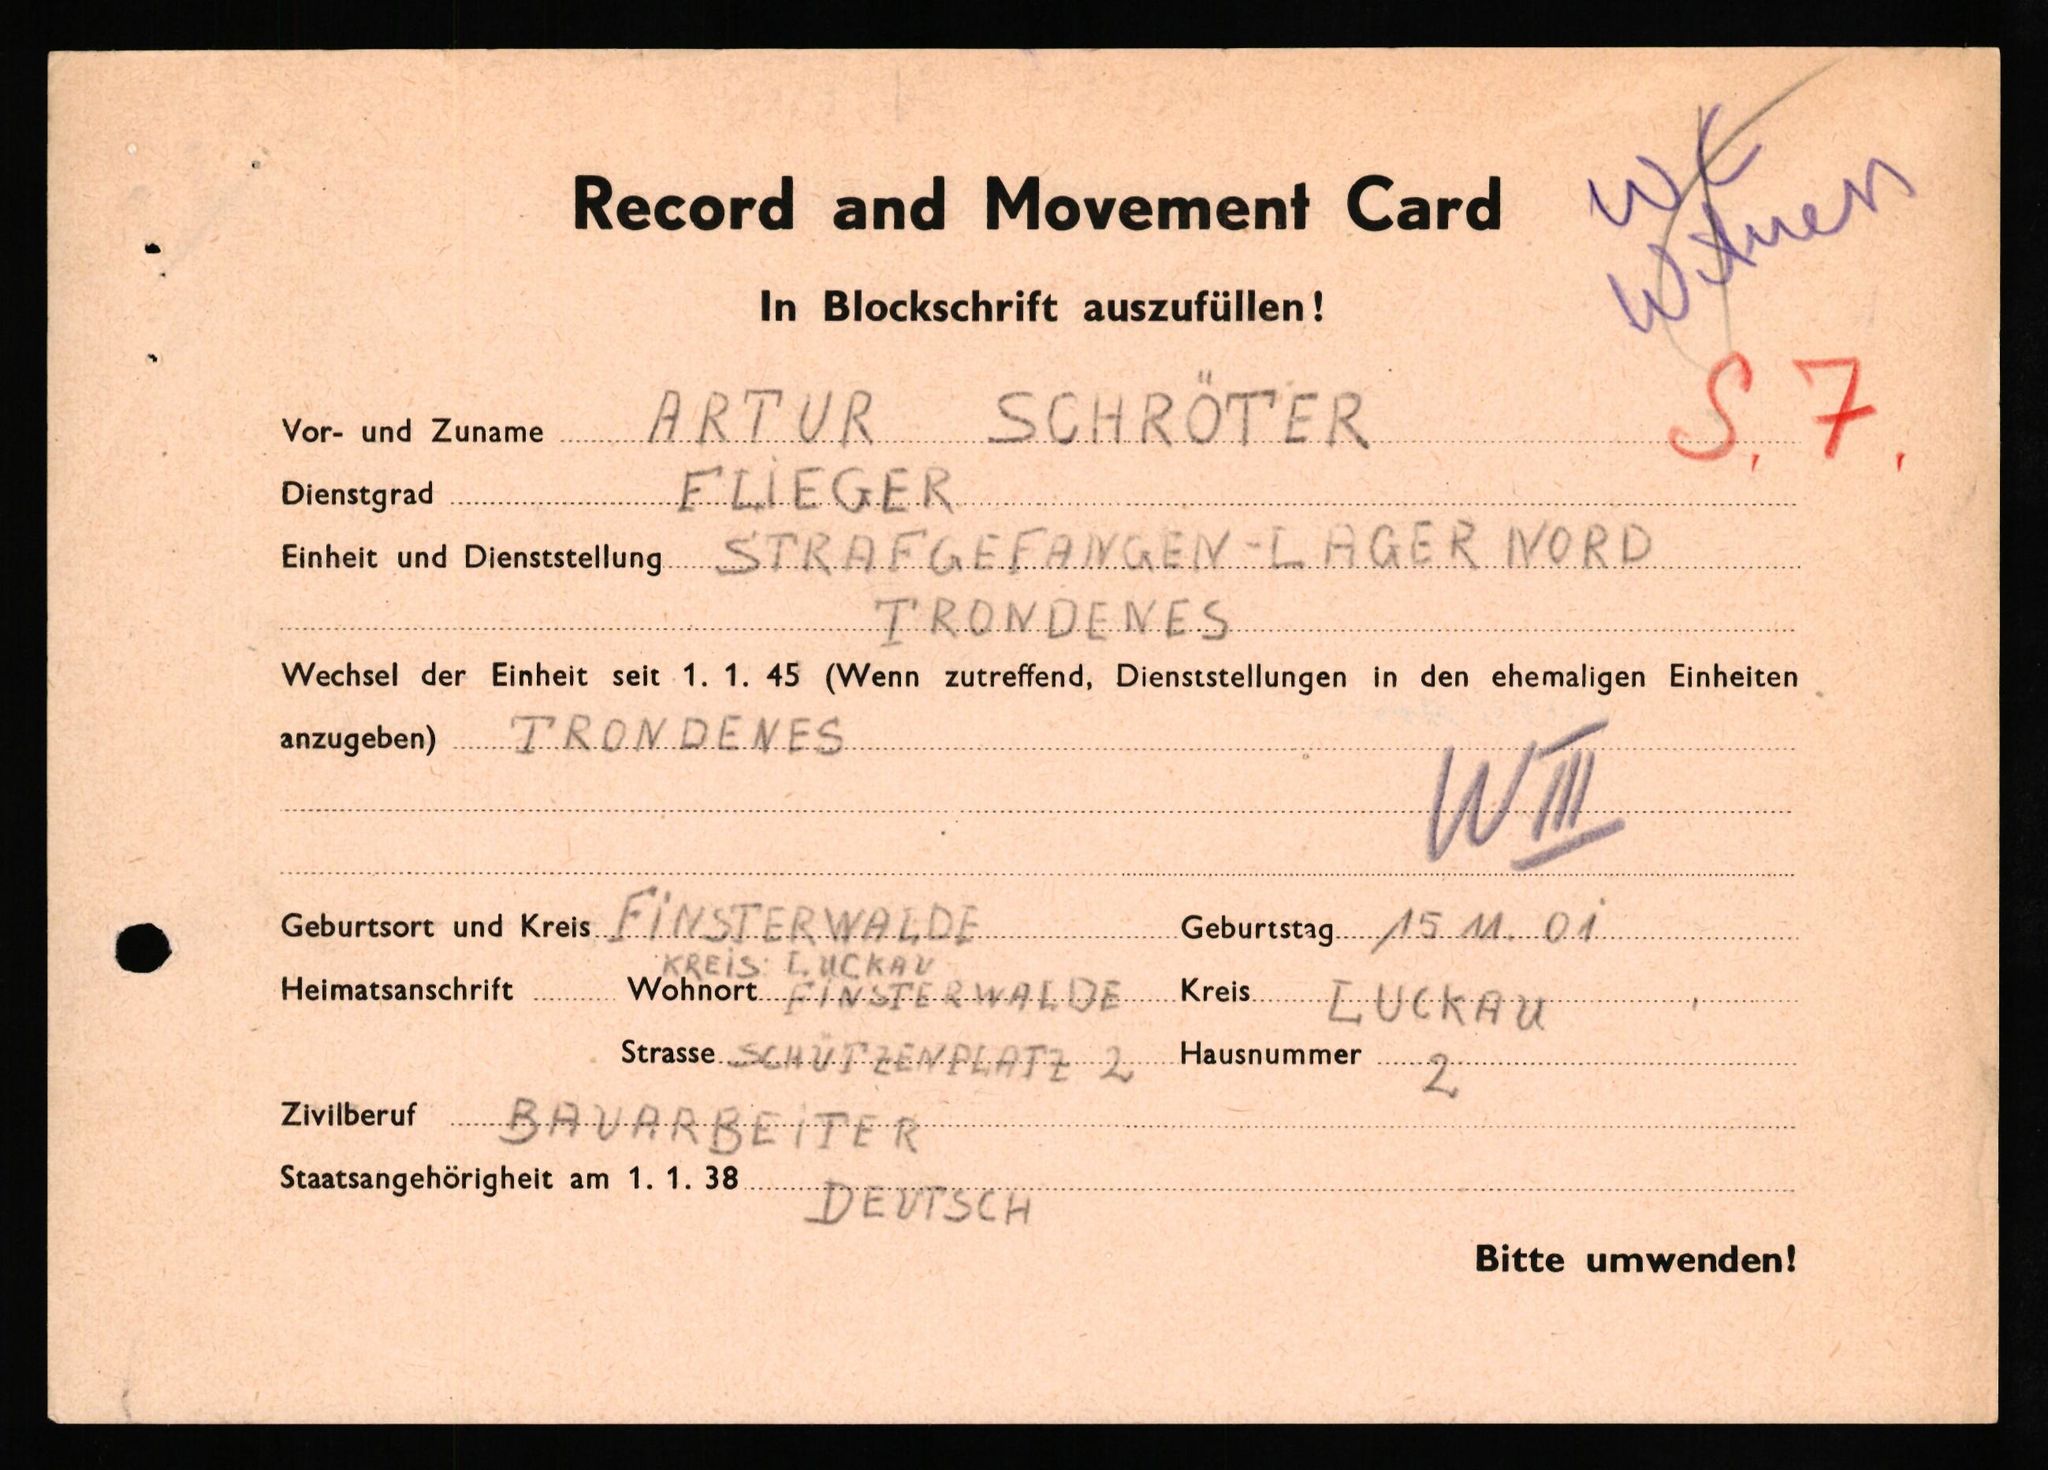 WC
Witness
Record and Movement Card
In Blockschrift auszufüllen!
S. 7.
Vor- und Zuname ARTUR SCHRÖTER
Dienstgrad FLIEGER
Einheit und Dienststellung STRAFGEFANGEN-LAGER NORD
TRONDENES
Wechsel der Einheit seit 1. 1. 45 (Wenn zutreffend, Dienststellungen in den ehemaligen Einheiten
anzugeben) TRONDENES
W III
Geburtsort und Kreis FINSTERWALDE Geburtstag 15 11. 01
KREIS: LUCKAU
Heimatsanschrift Wohnort FINSTERWALDE Kreis LUCKAU
Strasse SCHÜTZENPLATZ 2 Hausnummer 2
Zivilberuf BAUARBEITER
Staatsangehörigheit am 1. 1. 38 DEUTSCH
Bitte umwenden!